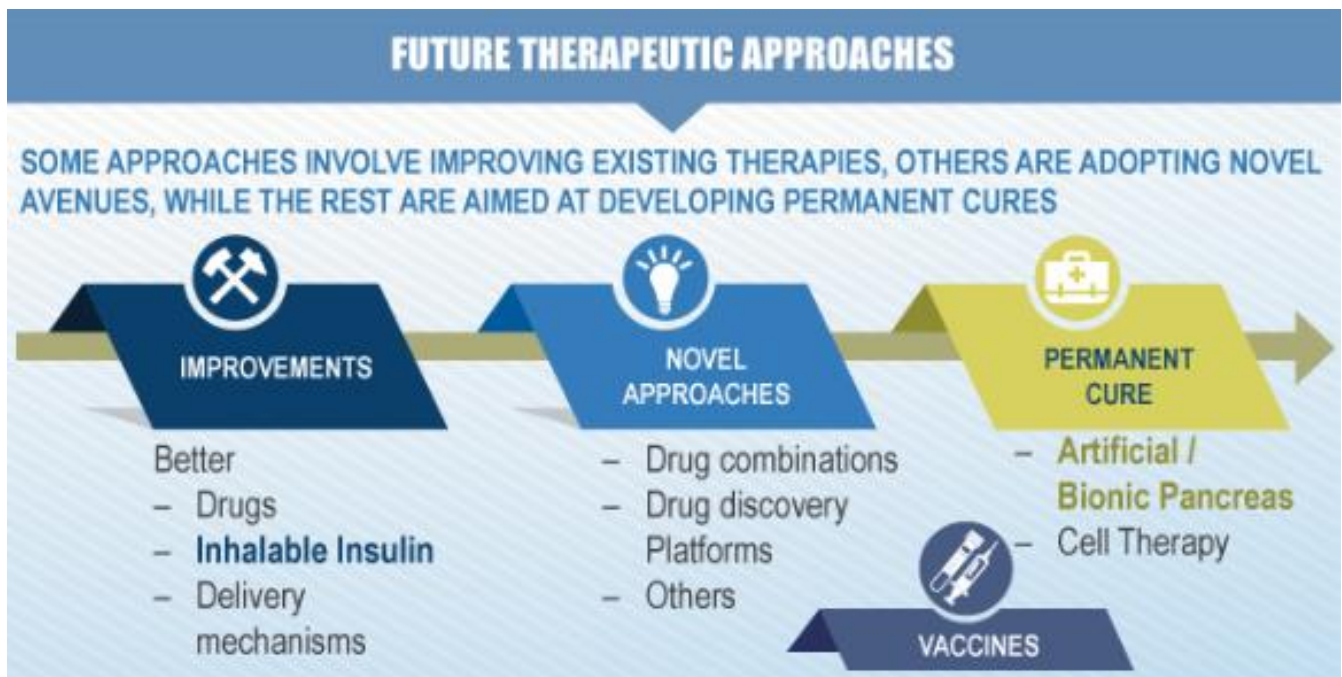 FUTURE THERAPEUTIC APPROACHES
SOME APPROACHES INVOLVE IMPROVING EXISTING THERAPIES, OTHERS ARE ADOPTING NOVEL
AVENUES, WHILE THE REST ARE AIMED AT DEVELOPING PERMANENT CURES
IMPROVEMENTS
Better
– Drugs
– Inhalable Insulin
– Delivery
mechanisms
NOVEL
APPROACHES
– Drug combinations
– Drug discovery
Platforms
– Others
PERMANENT
CURE
– Artificial /
Bionic Pancreas
– Cell Therapy
VACCINES